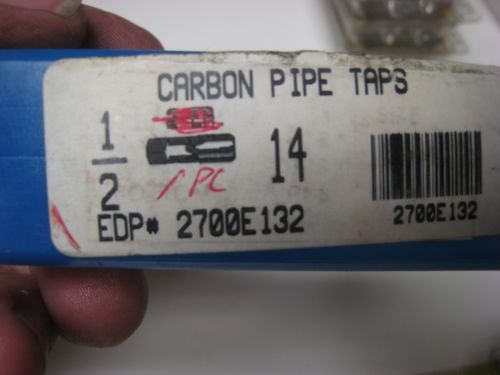 CARBON PIPE TAPS
1/2 14
1 PC
EDP# 2700E132
2700E132